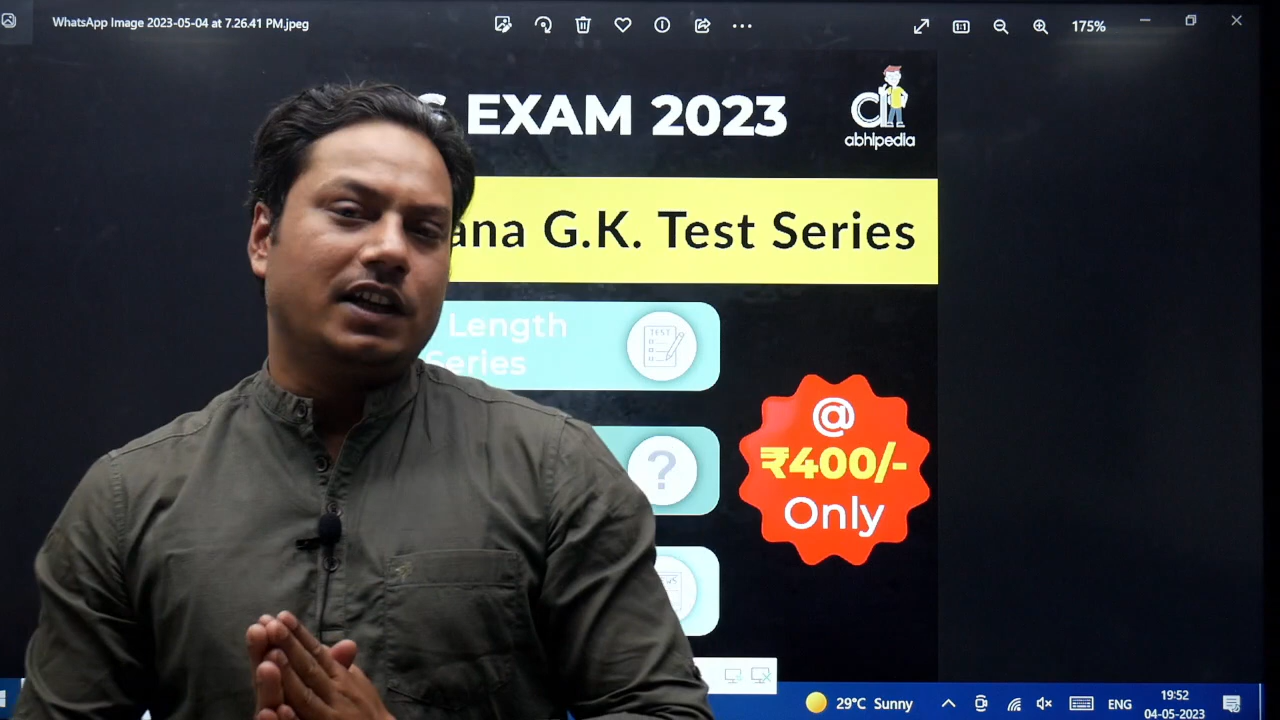 WhatsApp Image 2023-05-04 at 7.26.41 PM.jpeg
175%
EXAM 2023
abhipedia
ana G.K. Test Series
Length
Series
TEST
?
@
₹400/-
Only
29°C Sunny
ENG
19:52
04-05-2023